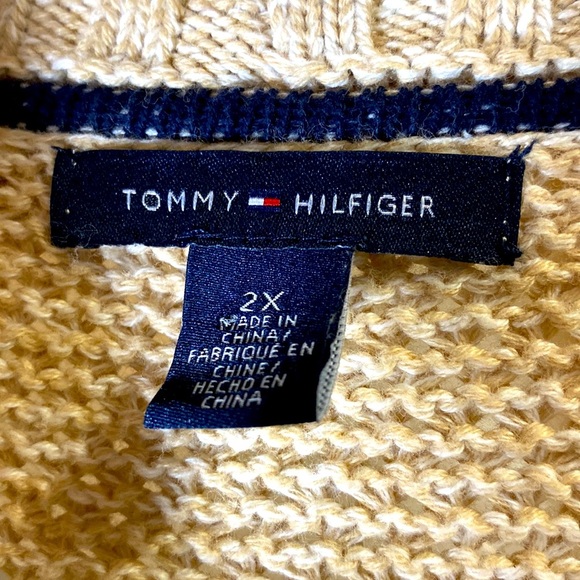 TOMMY HILFIGER
2X
MADE IN
CHINA/
FABRIQUÉ EN
CHINE/
HECHO EN
CHINA